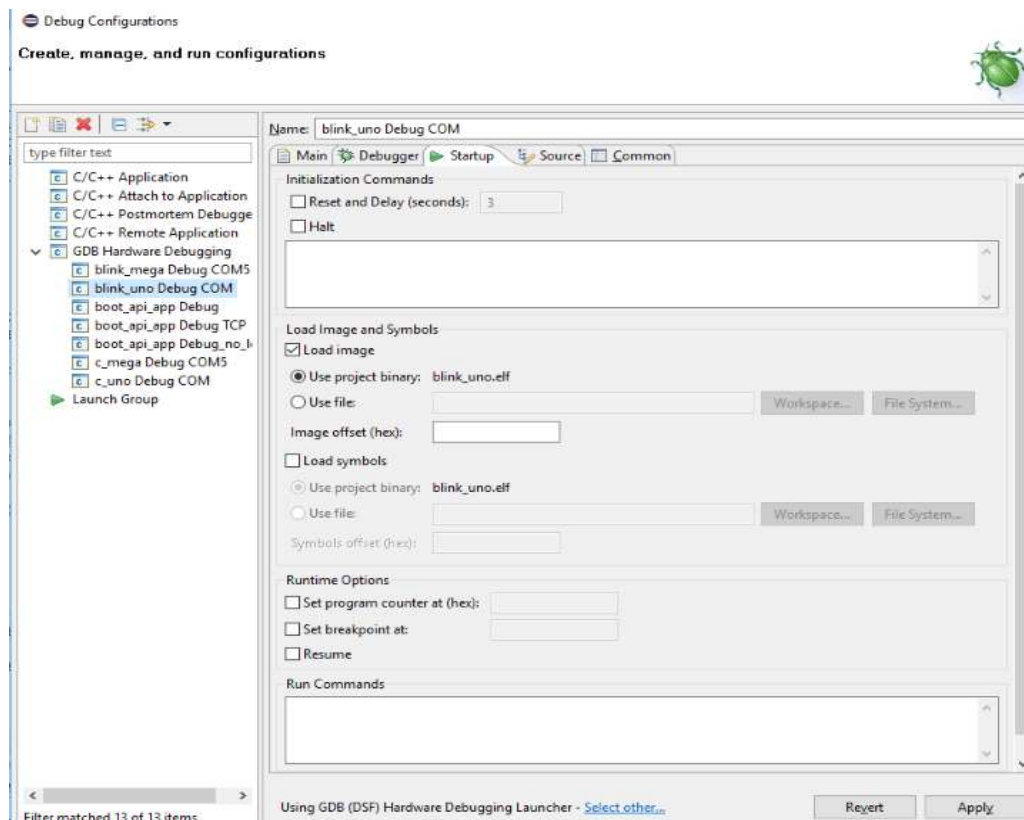 Debug Configurations
Create, manage, and run configurations
type filter text
C/C++ Application
C/C++ Attach to Application
C/C++ Postmortem Debugge
C/C++ Remote Application
GDB Hardware Debugging
blink_mega Debug COM5
blink_uno Debug COM
boot_api_app Debug
boot_api_app Debug TCP
boot_api_app Debug_no_l
c_mega Debug COM5
c_uno Debug COM
Launch Group
Filter matched 13 of 13 items
Name: blink_uno Debug COM
Main Debugger Startup Source Common
Initialization Commands
Reset and Delay (seconds): 3
Halt
Load Image and Symbols
Load image
Use project binary: blink_uno.elf
Use file: Workspace... File System...
Image offset (hex):
Load symbols
Use project binary: blink_uno.elf
Use file: Workspace... File System...
Symbols offset (hex):
Runtime Options
Set program counter at (hex):
Set breakpoint at:
Resume
Run Commands
Using GDB (DSF) Hardware Debugging Launcher - Select other...
Revert Apply